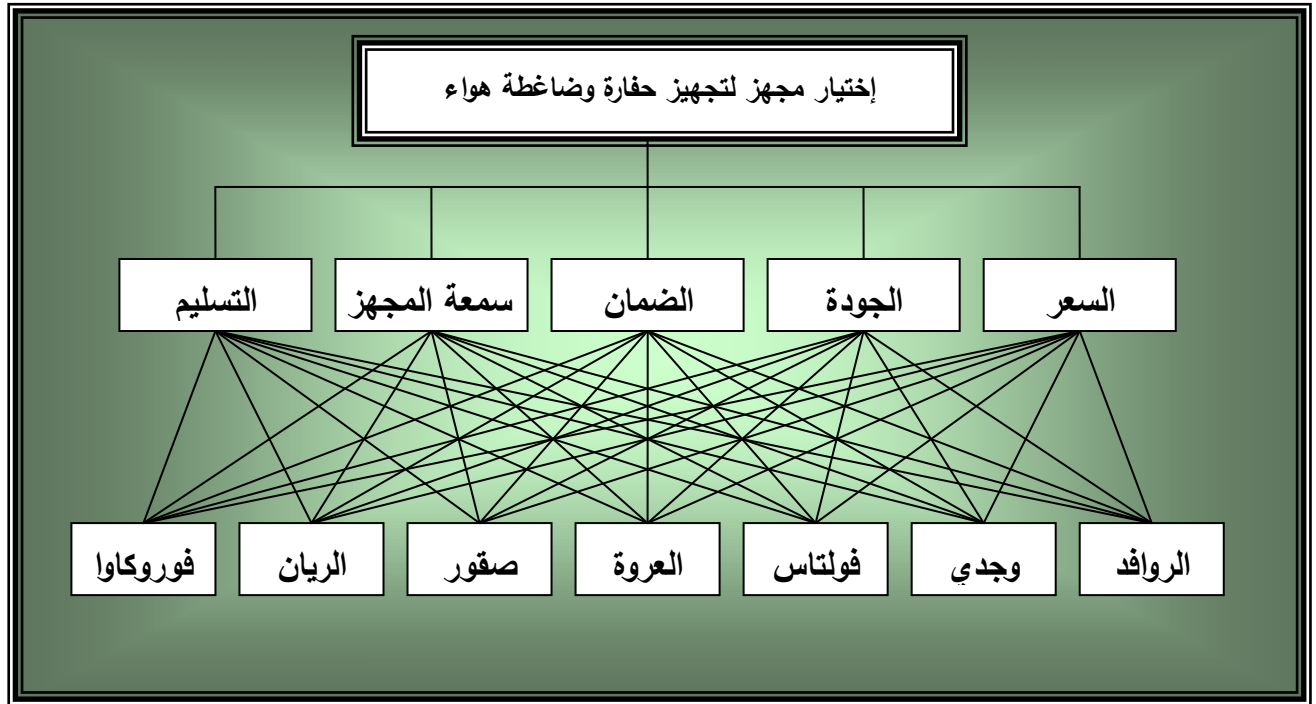 إختيار مجهز لتجهيز حفارة وضاغطة هواء
السعر
الجودة
الضمان
سمعة المجهز
التسليم
الروافد
وجدي
فولتاس
العروة
صقور
الريان
فوروكاوا